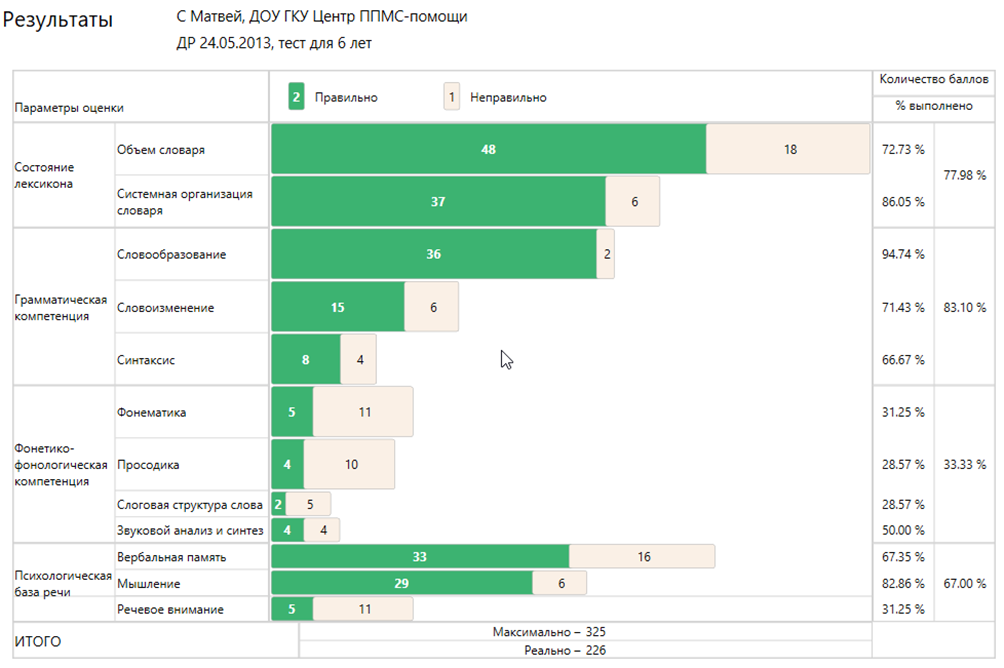 Результаты
С Матвей, ДОУ ГКУ Центр ППМС-помощи
ДР 24.05.2013, тест для 6 лет
Параметры оценки
2 Правильно 1 Неправильно
Количество баллов
% выполнено
Состояние
лексикона
Объем словаря 48 18 72.73 %
77.98 %
Системная организация
словаря
37 6 86.05 %
Грамматическая
компетенция
Словообразование 36 2 94.74 %
Словоизменение 15 6 71.43 % 83.10 %
Синтаксис 8 4 66.67 %
Фонетико-
фонологическая
компетенция
Фонематика 5 11 31.25 %
Просодика 4 10 28.57 % 33.33 %
Слоговая структура слова 2 5 28.57 %
Звуковой анализ и синтез 4 4 50.00 %
Психологическая
база речи
Вербальная память 33 16 67.35 %
Мышление 29 6 82.86 % 67.00 %
Речевое внимание 5 11 31.25 %
ИТОГО
Максимально – 325
Реально – 226